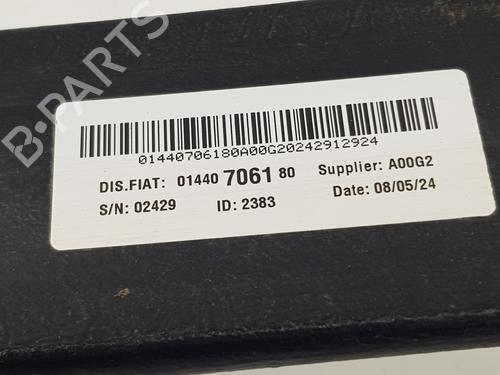 B-PARTS
01440706180A00G20242912924
DIS.FIAT: 01440 7061 80 Supplier: A00G2
S/N: 02429 ID: 2383 Date: 08/05/24